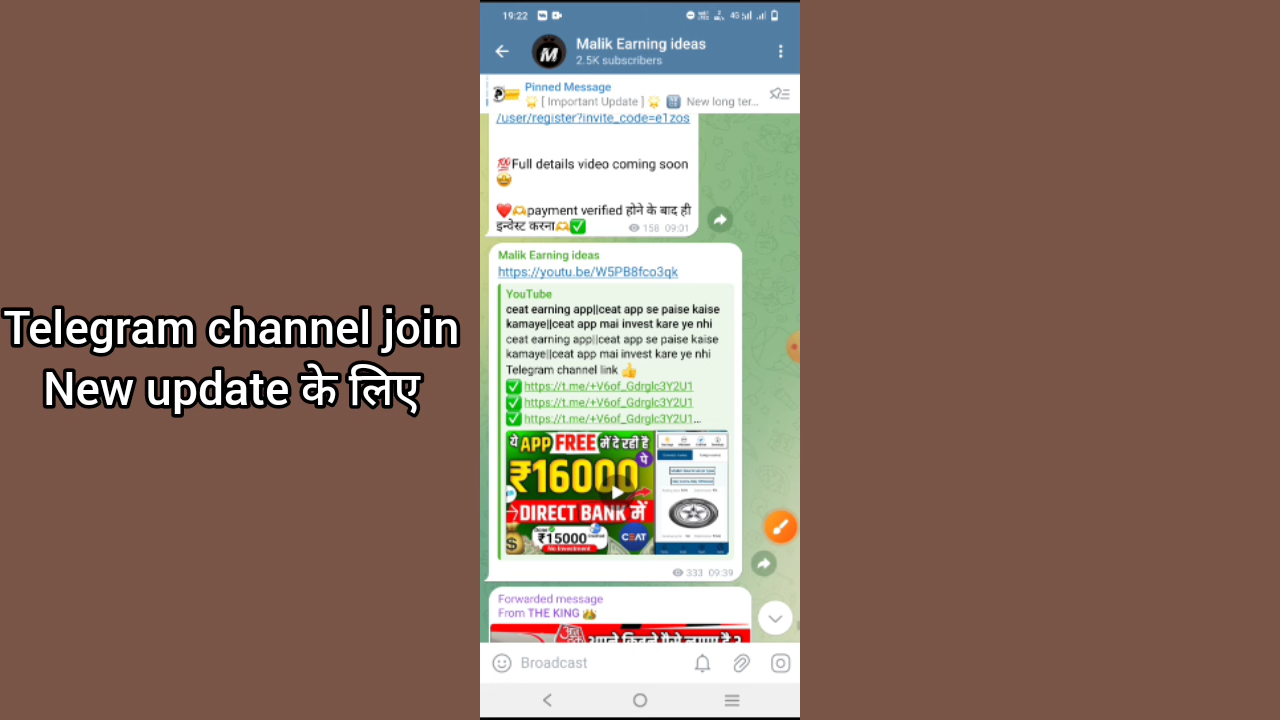 Telegram channel join
New update के लिए
19:22
4G
Malik Earning ideas
2.5K subscribers
Pinned Message
[ Important Update ] New long ter...
/user/register?invite_code=e1zos
💯Full details video coming soon
🤩
❤️🫶payment verified होने के बाद ही
इन्वेस्ट करना🫶✅
158 09:01
Malik Earning ideas
https://youtu.be/W5PB8fco3qk
YouTube
ceat earning app||ceat app se paise kaise
kamaye||ceat app mai invest kare ye nhi
ceat earning app||ceat app se paise kaise
kamaye||ceat app mai invest kare ye nhi
Telegram channel link 👍
✅ https://t.me/+V6of_Gdrglc3Y2U1
✅ https://t.me/+V6of_Gdrglc3Y2U1
✅ https://t.me/+V6of_Gdrglc3Y2U1...
ये APP FREE में दे रही है
₹16000 पे
DIRECT BANK में
₹15000
No Investment
CEAT
333 09:39
Forwarded message
From THE KING 👑
Broadcast